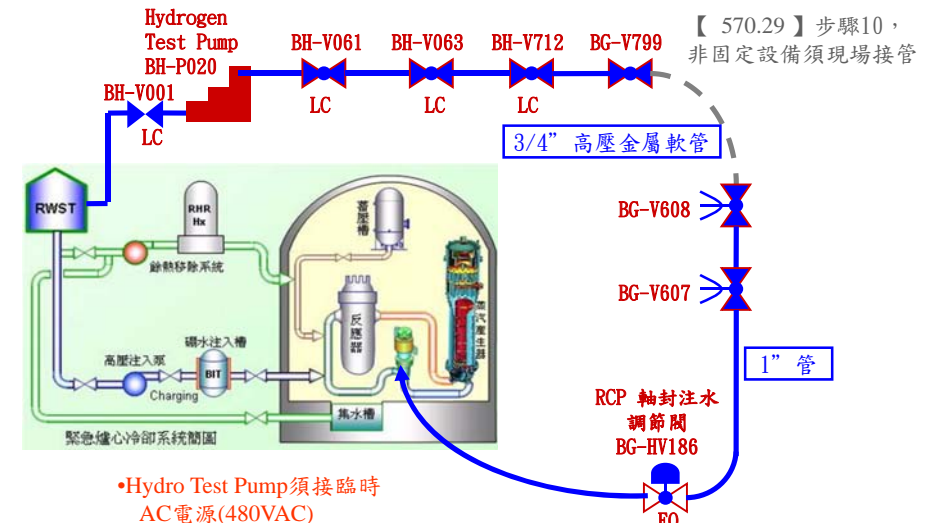 Hydrogen
Test Pump
BH-P020
BH-V001
LC
BH-V061
LC
BH-V063
LC
BH-V712
LC
BG-V799
【 570.29 】步驟10，
非固定設備須現場接管
3/4” 高壓金屬軟管
BG-V608
BG-V607
1” 管
RCP 軸封注水
調節閥
BG-HV186
FO
RWST
RHR
Hx
餘熱移除系統
蓄壓槽
反應器
蒸汽產生器
硼水注入槽
高壓注入泵
BIT
Charging
集水槽
緊急爐心冷卻系統簡圖
•Hydro Test Pump須接臨時
AC電源(480VAC)